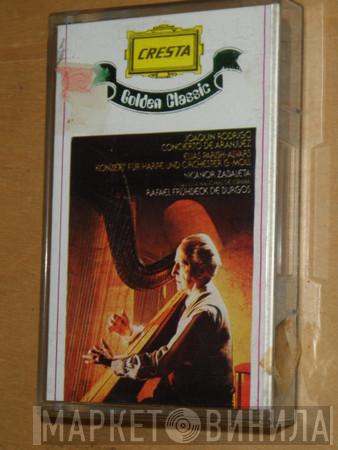 CRESTA
Golden Classic
JOAQUIN RODRIGO
CONCIERTO DE ARANJUEZ
ELIAS PARISH-ALVARS
KONZERT FÜR HARFE UND ORCHESTER G-MOLL
NICANOR ZABALETA
RAFAEL FRÜHBECK DE BURGOS
МАРКЕТ ВИНИЛА